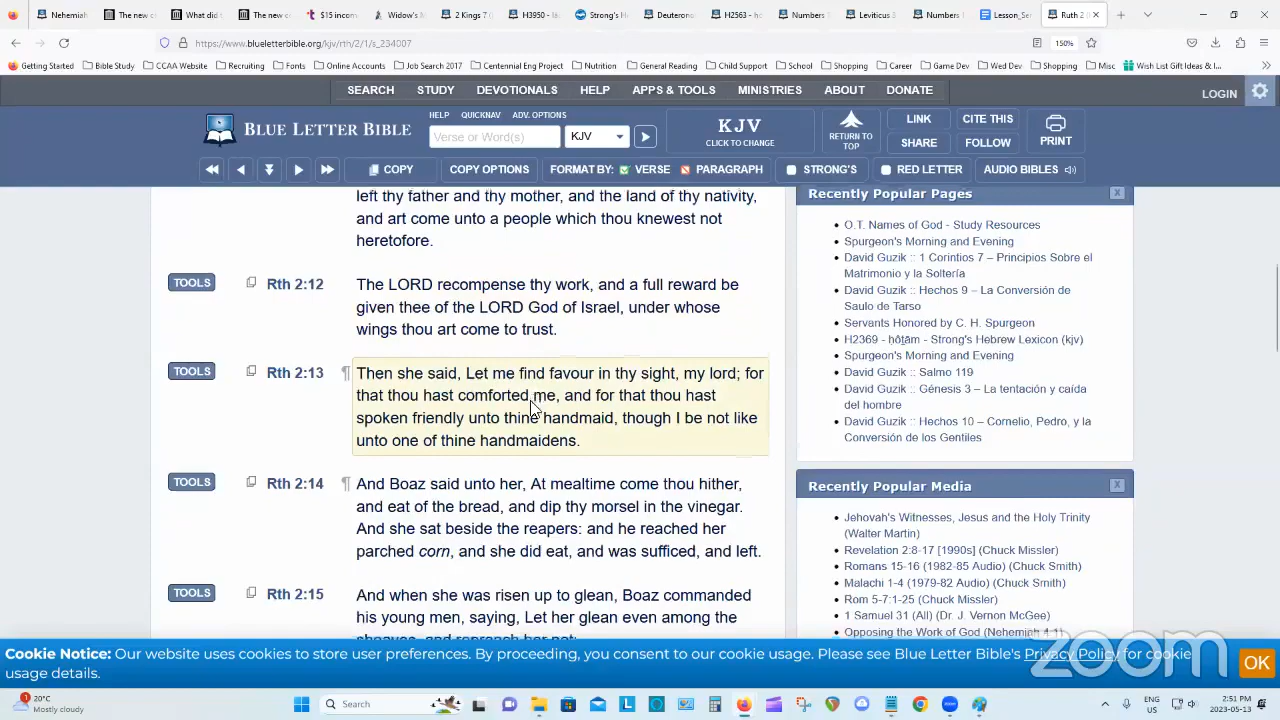 Nehemiah
The new c
What did
The new c
$15 incom
Widow's
2 Kings 7 (
H3950 - l
Strong's H
Deuteron
H2563 - h
Numbers
Leviticus
Numbers 1
Lesson_Se
Ruth 2 (
https://www.blueletterbible.org/kjv/rth/2/1/s_234007
150%
Getting Started
Bible Study
CCAA Website
Recruiting
Fonts
Online Accounts
Job Search 2017
Centennial Eng Project
Nutrition
General Reading
Child Support
School
Shopping
Career
Game Dev
Wed Dev
Shopping
Misc
Wish List Gift Ideas & I...
SEARCH STUDY DEVOTIONALS HELP APPS & TOOLS MINISTRIES ABOUT DONATE
LOGIN
BLUE LETTER BIBLE
HELP QUICKNAV ADV. OPTIONS
Verse or Word(s)
KJV
KJV
CLICK TO CHANGE
RETURN TO
TOP
LINK
CITE THIS
SHARE
FOLLOW
PRINT
COPY
COPY OPTIONS
FORMAT BY: VERSE PARAGRAPH
STRONG'S
RED LETTER
AUDIO BIBLES
left thy father and thy mother, and the land of thy nativity,
and art come unto a people which thou knewest not
heretofore.
TOOLS
Rth 2:12
The LORD recompense thy work, and a full reward be
given thee of the LORD God of Israel, under whose
wings thou art come to trust.
TOOLS
Rth 2:13
¶
Then she said, Let me find favour in thy sight, my lord; for
that thou hast comforted me, and for that thou hast
spoken friendly unto thine handmaid, though I be not like
unto one of thine handmaidens.
TOOLS
Rth 2:14
¶
And Boaz said unto her, At mealtime come thou hither,
and eat of the bread, and dip thy morsel in the vinegar.
And she sat beside the reapers: and he reached her
parched corn, and she did eat, and was sufficed, and left.
TOOLS
Rth 2:15
And when she was risen up to glean, Boaz commanded
his young men, saying, Let her glean even among the
sheaves, and reproach her not:
Recently Popular Pages
X
O.T. Names of God - Study Resources
Spurgeon's Morning and Evening
David Guzik :: 1 Corintios 7 – Principios Sobre el
Matrimonio y la Soltería
David Guzik :: Hechos 9 – La Conversión de
Saulo de Tarso
Servants Honored by C. H. Spurgeon
H2369 - ḥôṯām - Strong's Hebrew Lexicon (kjv)
Spurgeon's Morning and Evening
David Guzik :: Salmo 119
David Guzik :: Génesis 3 – La tentación y caída
del hombre
David Guzik :: Hechos 10 – Cornelio, Pedro, y la
Conversión de los Gentiles
Recently Popular Media
X
Jehovah's Witnesses, Jesus and the Holy Trinity
(Walter Martin)
Revelation 2:8-17 [1990s] (Chuck Missler)
Romans 15-16 (1982-85 Audio) (Chuck Smith)
Malachi 1-4 (1979-82 Audio) (Chuck Smith)
Rom 5-7:1-25 (Chuck Missler)
1 Samuel 31 (All) (Dr. J. Vernon McGee)
Opposing the Work of God (Nehemiah 4:1)
zoom
Cookie Notice: Our website uses cookies to store user preferences. By proceeding, you consent to our cookie usage. Please see Blue Letter Bible's Privacy Policy for cookie
usage details.
OK
1
20°C
Mostly cloudy
Search
ENG
US
2:51 PM
2023-05-13